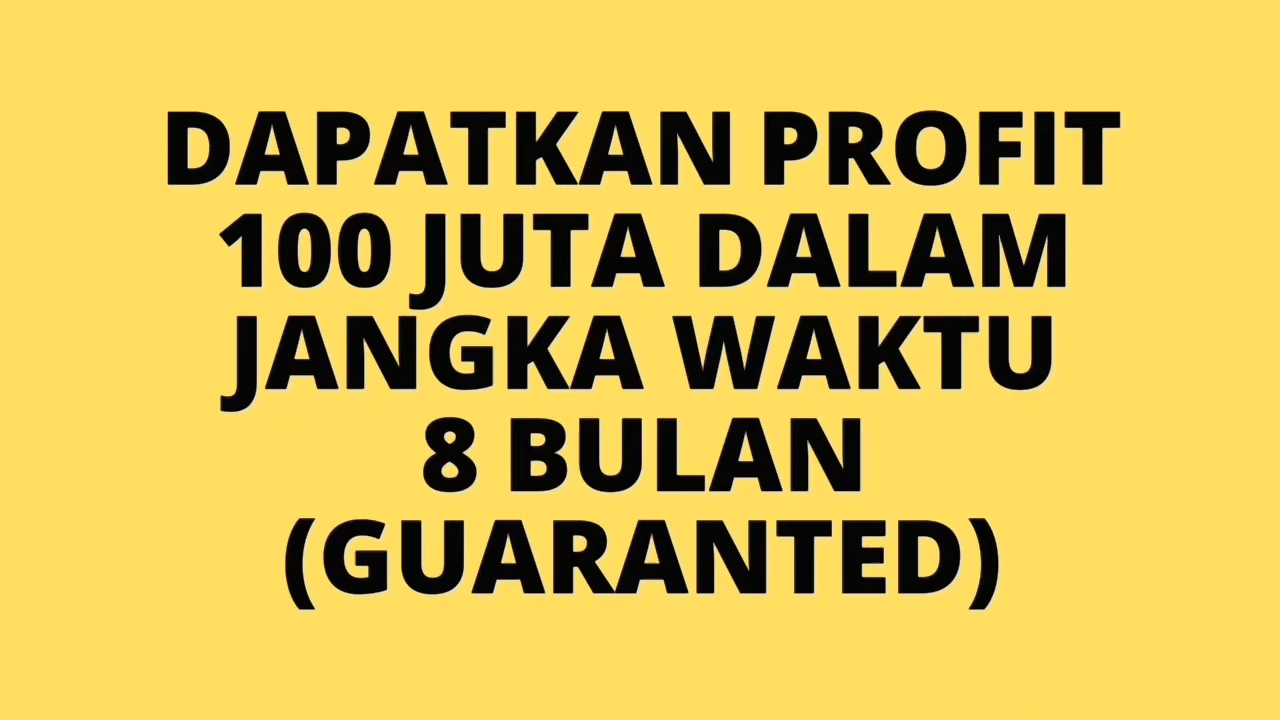 DAPATKAN PROFIT
100 JUTA DALAM
JANGKA WAKTU
8 BULAN
(GUARANTED)